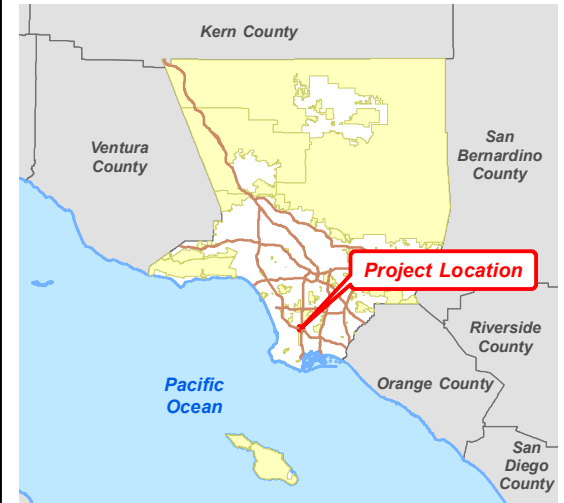 Kern County
Ventura
County
San
Bernardino
County
Project Location
Riverside
County
Orange County
Pacific
Ocean
San
Diego
County